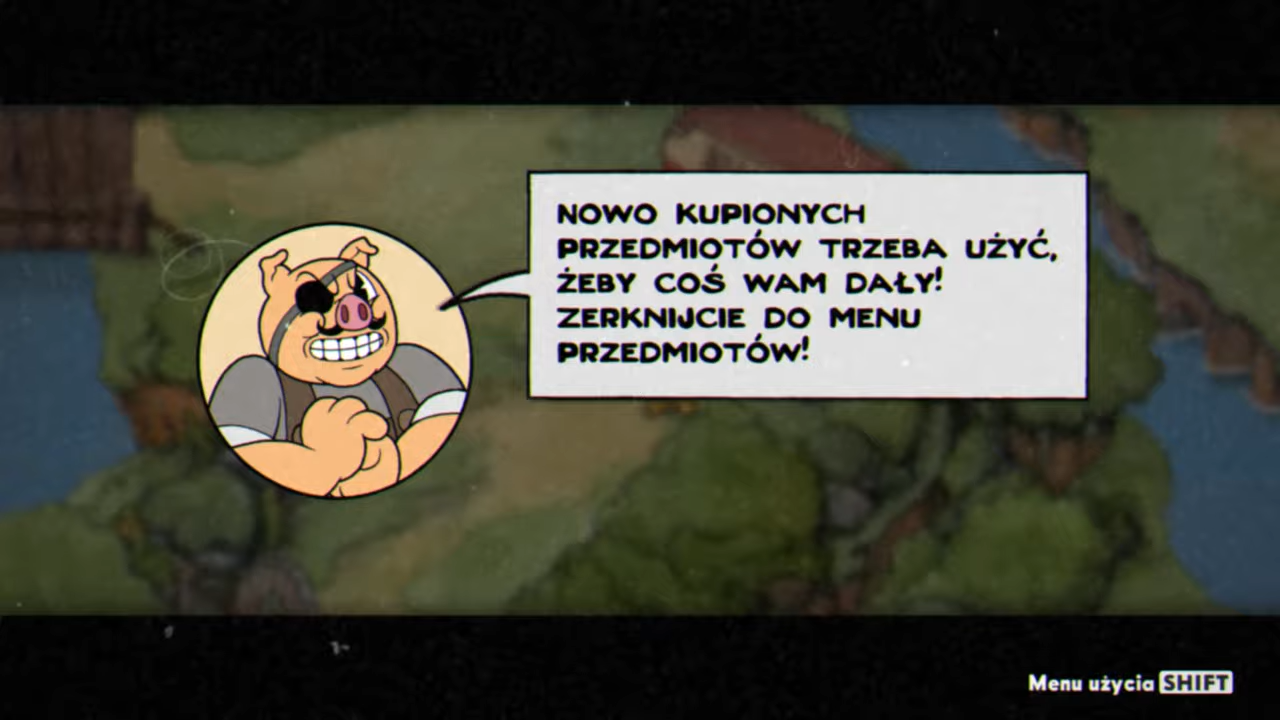 NOWO KUPIONYCH
PRZEDMIOTÓW TRZEBA UŻYĆ,
ŻEBY COŚ WAM DAŁY!
ZERKNIJCIE DO MENU
PRZEDMIOTÓW!
Menu użycia SHIFT